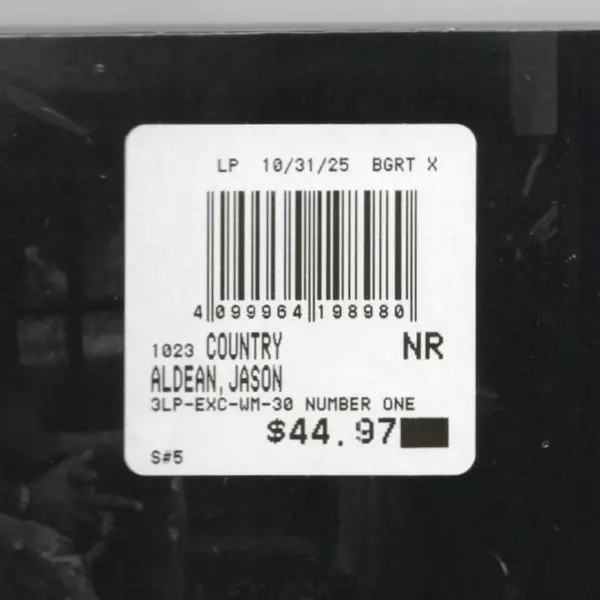 LP 10/31/25 BGRT X
4 099964 198980
1023 COUNTRY NR
ALDEAN, JASON
3LP-EXC-WM-30 NUMBER ONE
$44.97
S#5